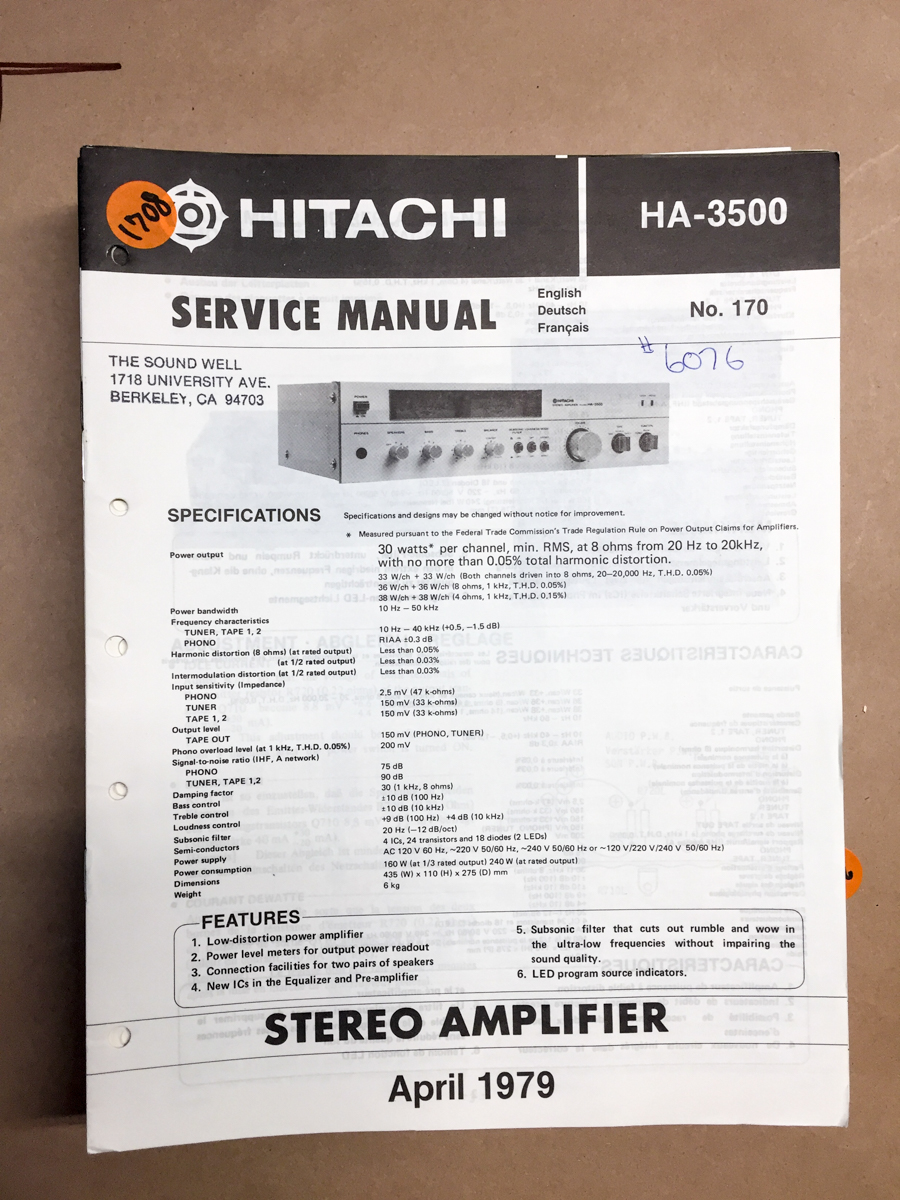 1708
HITACHI
HA-3500
SERVICE MANUAL
English
Deutsch
Français
No. 170
# 6076
THE SOUND WELL
1718 UNIVERSITY AVE.
BERKELEY, CA 94703
POWER
HITACHI
PHONES
SPEAKERS
BASS
TREBLE
BALANCE
SPECIFICATIONS
Specifications and designs may be changed without notice for improvement.
* Measured pursuant to the Federal Trade Commission's Trade Regulation Rule on Power Output Claims for Amplifiers.
Power output 30 watts* per channel, min. RMS, at 8 ohms from 20 Hz to 20kHz,
with no more than 0.05% total harmonic distortion.
33 W/ch + 33 W/ch (Both channels driven into 8 ohms, 20–20,000 Hz, T.H.D. 0.05%)
36 W/ch + 36 W/ch (8 ohms, 1 kHz, T.H.D. 0.05%)
38 W/ch + 38 W/ch (4 ohms, 1 kHz, T.H.D. 0.15%)
Power bandwidth 10 Hz – 50 kHz
Frequency characteristics
TUNER, TAPE 1, 2 10 Hz – 40 kHz (+0.5, –1.5 dB)
PHONO RIAA ±0.3 dB
Harmonic distortion (8 ohms) (at rated output) Less than 0.05%
(at 1/2 rated output) Less than 0.03%
Intermodulation distortion (at 1/2 rated output) Less than 0.03%
Input sensitivity (Impedance)
PHONO 2.5 mV (47 k-ohms)
TUNER 150 mV (33 k-ohms)
TAPE 1, 2 150 mV (33 k-ohms)
Output level
TAPE OUT 150 mV (PHONO, TUNER)
Phono overload level (at 1 kHz, T.H.D. 0.05%) 200 mV
Signal-to-noise ratio (IHF, A network)
PHONO 75 dB
TUNER, TAPE 1,2 90 dB
Damping factor 30 (1 kHz, 8 ohms)
Bass control ±10 dB (100 Hz)
Treble control ±10 dB (10 kHz)
Loudness control +9 dB (100 Hz) +4 dB (10 kHz)
Subsonic filter 20 Hz (–12 dB/oct)
Semi-conductors 4 ICs, 24 transistors and 18 diodes (2 LEDs)
Power supply AC 120 V 60 Hz, ~220 V 50/60 Hz, ~240 V 50/60 Hz or ~120 V/220 V/240 V 50/60 Hz)
Power consumption 160 W (at 1/3 rated output) 240 W (at rated output)
Dimensions 435 (W) x 110 (H) x 275 (D) mm
Weight 6 kg
FEATURES
1. Low-distortion power amplifier
2. Power level meters for output power readout
3. Connection facilities for two pairs of speakers
4. New ICs in the Equalizer and Pre-amplifier
5. Subsonic filter that cuts out rumble and wow in
the ultra-low frequencies without impairing the
sound quality.
6. LED program source indicators.
STEREO AMPLIFIER
April 1979